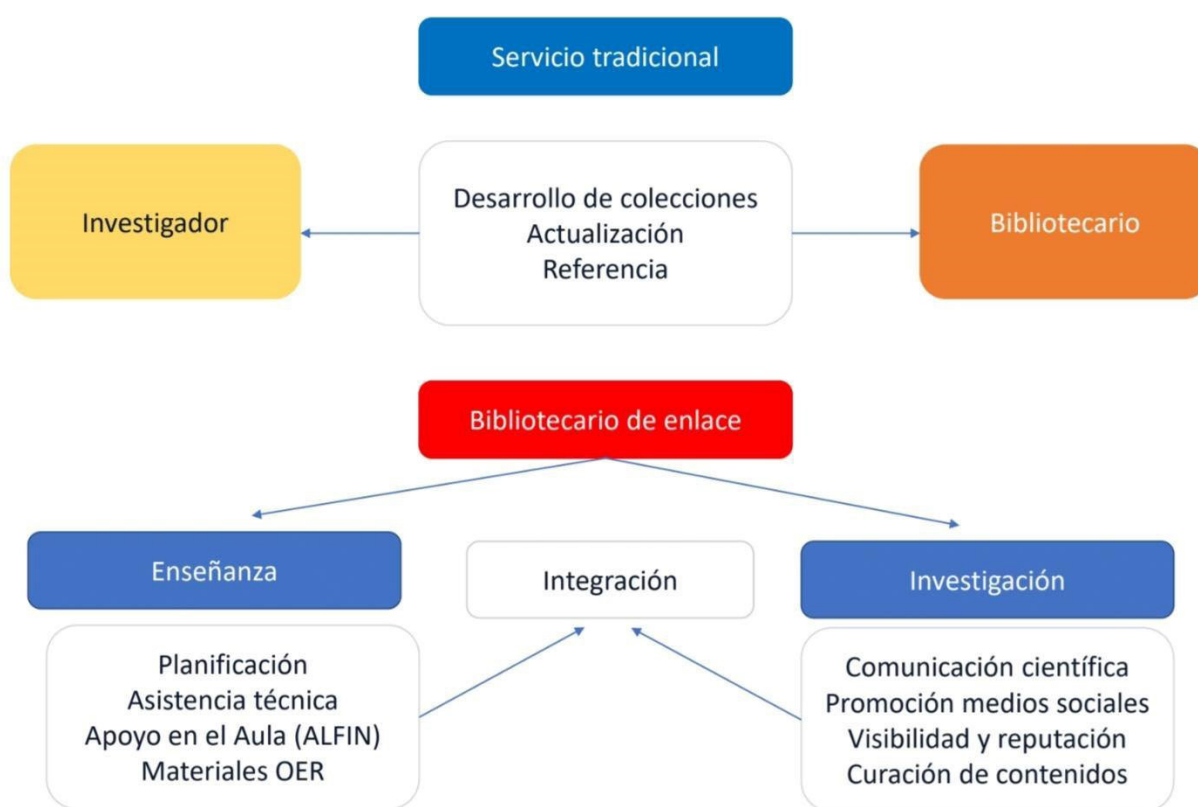 Servicio tradicional
Investigador
Desarrollo de colecciones
Actualización
Referencia
Bibliotecario
Bibliotecario de enlace
Enseñanza
Integración
Investigación
Planificación
Asistencia técnica
Apoyo en el Aula (ALFIN)
Materiales OER
Comunicación científica
Promoción medios sociales
Visibilidad y reputación
Curación de contenidos